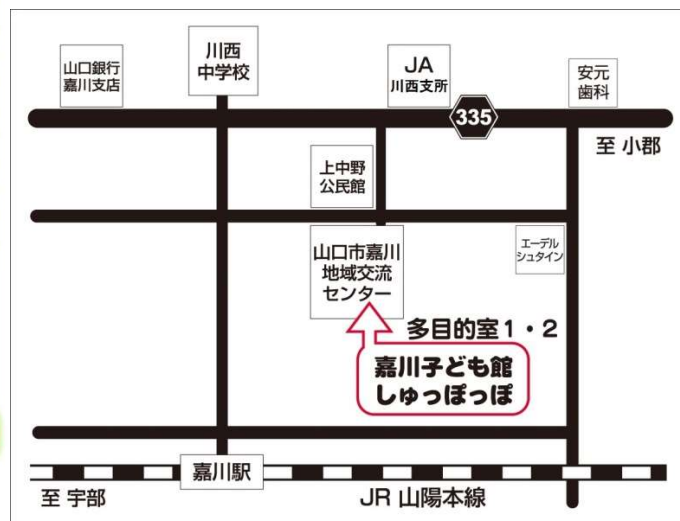 山口銀行
嘉川支店
川西
中学校
JA
川西支所
安元
歯科
335
至 小郡
上中野
公民館
山口市嘉川
地域交流
センター
エーデル
シュタイン
多目的室1・2
嘉川子ども館
しゅっぽっぽ
嘉川駅
至 宇部
JR 山陽本線